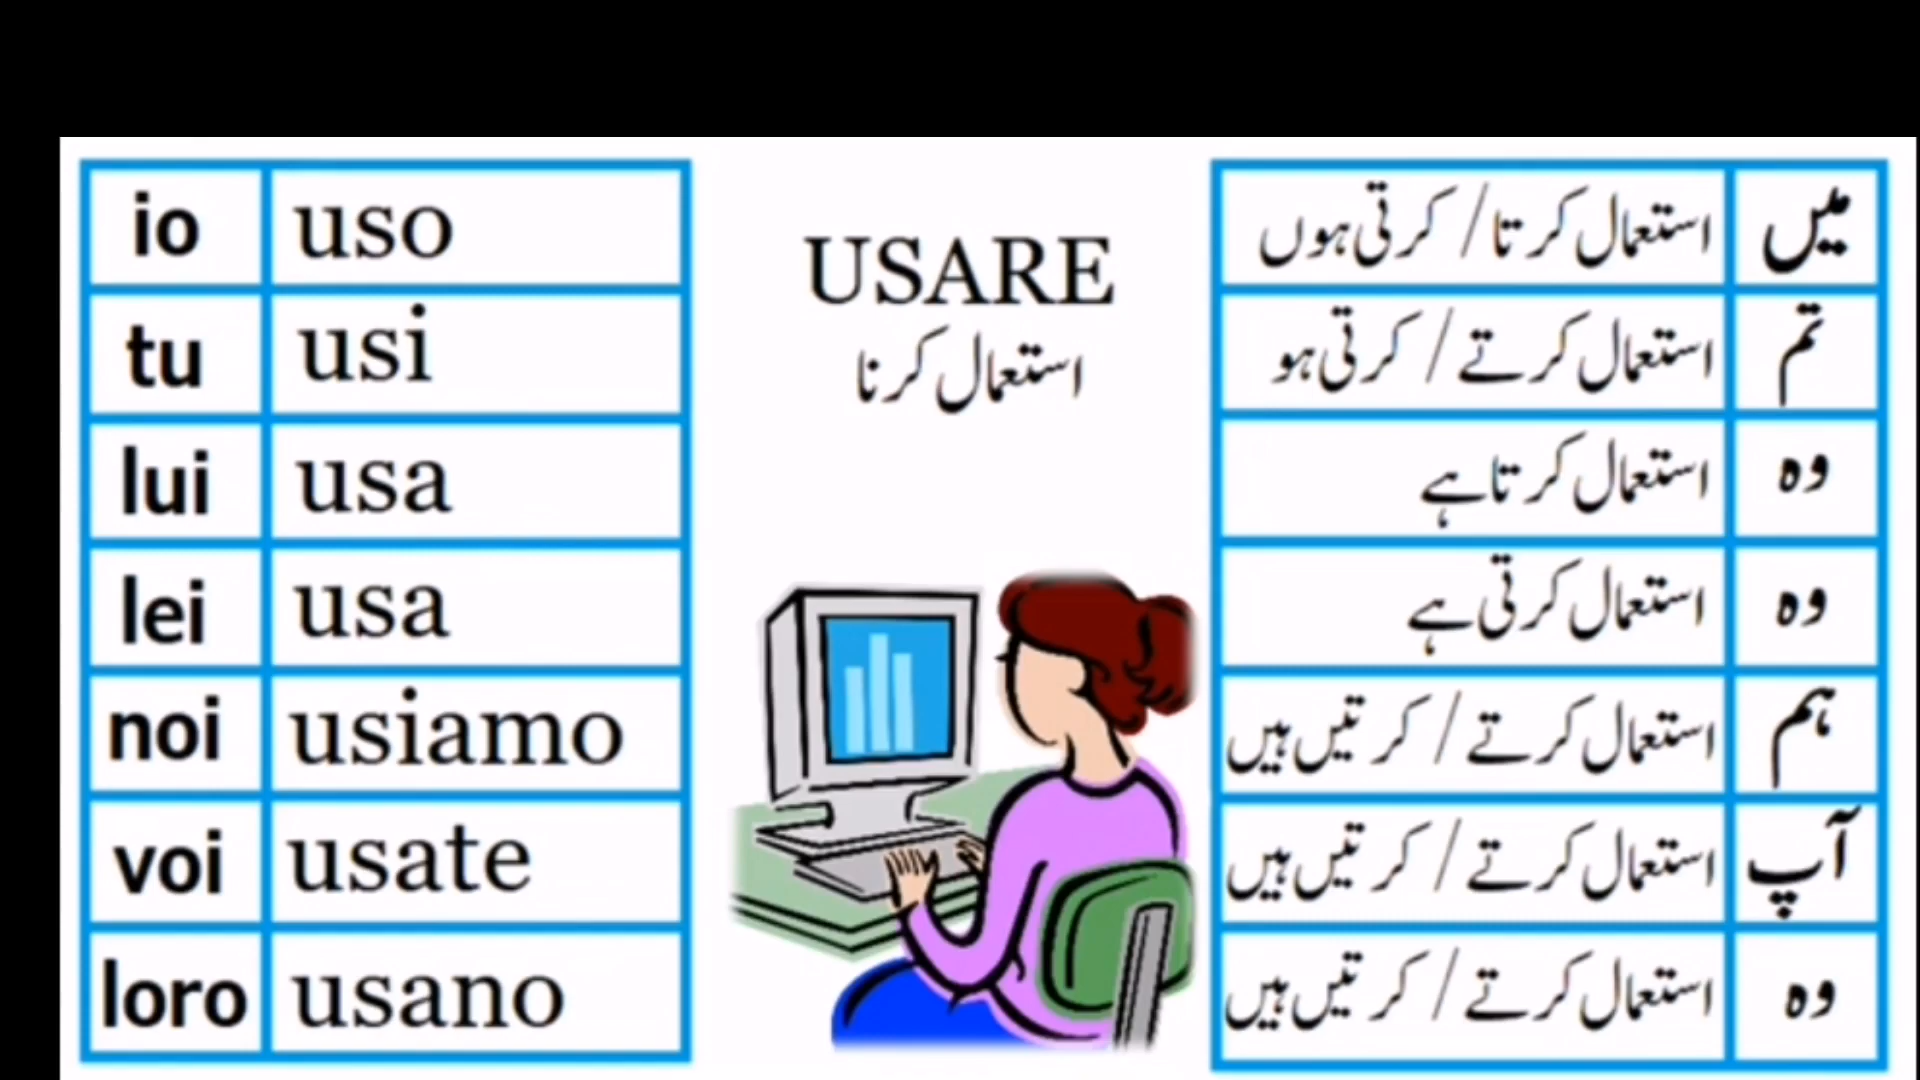 io uso
tu usi
lui usa
lei usa
noi usiamo
voi usate
loro usano
USARE
استعمال کرنا
میں استعمال کرتا / کرتی ہوں
تم استعمال کرتے / کرتی ہو
وہ استعمال کرتا ہے
وہ استعمال کرتی ہے
ہم استعمال کرتے / کرتیں ہیں
آپ استعمال کرتے / کرتیں ہیں
وہ استعمال کرتے / کرتیں ہیں